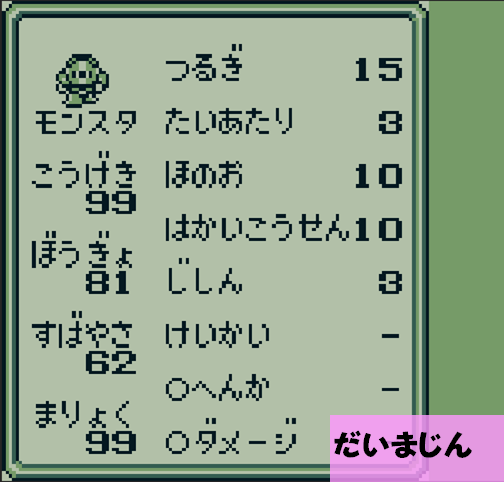 つるぎ 15
モンスタ たいあたり 3
こうげき ほのお 10
99
はかいこうせん10
ぼうぎょ
81 じしん 3
すばやさ けいかい -
62
○へんか -
まりょく
99 ○ダメージ
だいまじん